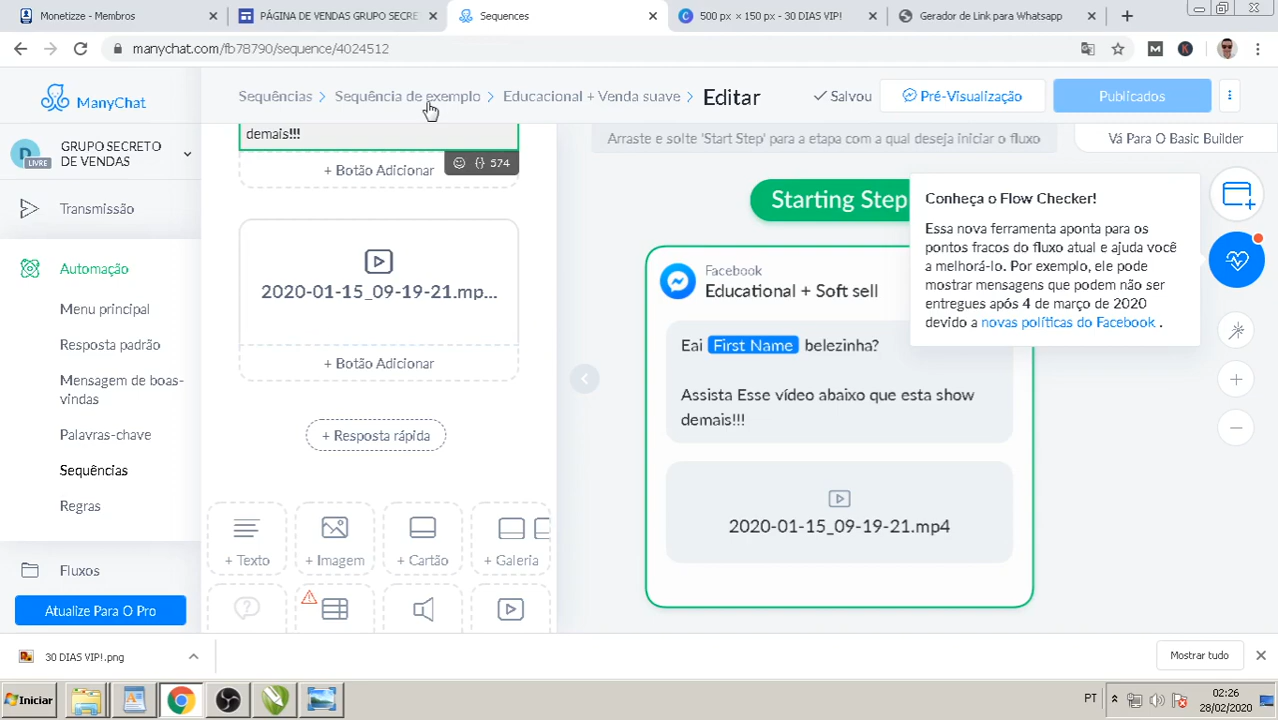 Monetizze - Membros
PÁGINA DE VENDAS GRUPO SECRE
Sequences
500 px × 150 px - 30 DIAS VIP!
Gerador de Link para Whatsapp
manychat.com/fb78790/sequence/4024512
ManyChat
Sequências > Sequência de exemplo > Educacional + Venda suave > Editar
Salvou
Pré-Visualização
Publicados
GRUPO SECRETO
DE VENDAS
LIVRE
Transmissão
Automação
Menu principal
Resposta padrão
Mensagem de boas-
vindas
Palavras-chave
Sequências
Regras
Fluxos
Atualize Para O Pro
demais!!!
+ Botão Adicionar
{} 574
2020-01-15_09-19-21.mp...
+ Botão Adicionar
+ Resposta rápida
+ Texto
+ Imagem
+ Cartão
+ Galeria
Arraste e solte 'Start Step' para a etapa com a qual deseja iniciar o fluxo
Vá Para O Basic Builder
Starting Step
Facebook
Educational + Soft sell
Eai First Name belezinha?
Assista Esse vídeo abaixo que esta show
demais!!!
2020-01-15_09-19-21.mp4
Conheça o Flow Checker!
Essa nova ferramenta aponta para os
pontos fracos do fluxo atual e ajuda você
a melhorá-lo. Por exemplo, ele pode
mostrar mensagens que podem não ser
entregues após 4 de março de 2020
devido a novas políticas do Facebook .
30 DIAS VIP!.png
Mostrar tudo
Iniciar
PT
02:26
28/02/2020